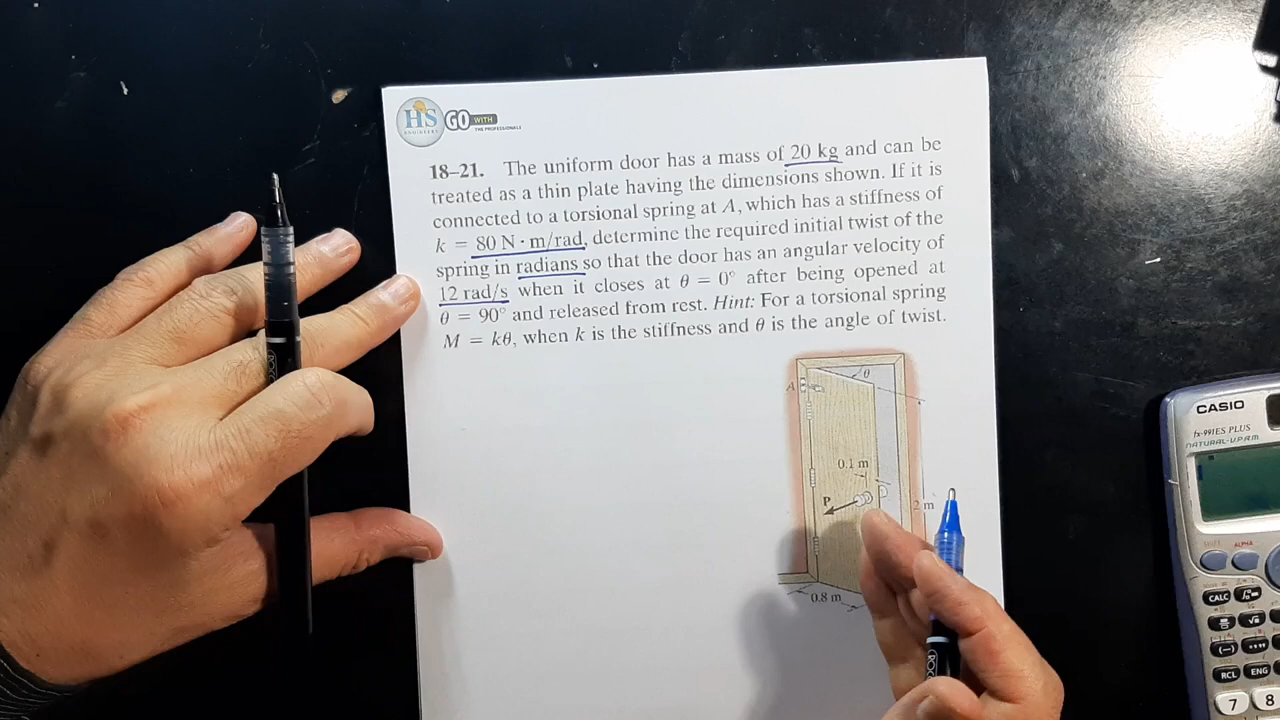 HS
ENGINEERS
GO WITH
THE PROFESSIONALS
18–21. The uniform door has a mass of 20 kg and can be
treated as a thin plate having the dimensions shown. If it is
connected to a torsional spring at A, which has a stiffness of
k = 80 N · m/rad, determine the required initial twist of the
spring in radians so that the door has an angular velocity of
12 rad/s when it closes at θ = 0° after being opened at
θ = 90° and released from rest. Hint: For a torsional spring
M = kθ, when k is the stiffness and θ is the angle of twist.
A
θ
0.1 m
P
2 m
0.8 m
CASIO
fx-991ES PLUS
NATURAL-V.P.A.M.
SHIFT ALPHA
CALC
(−)
RCL ENG
7 8